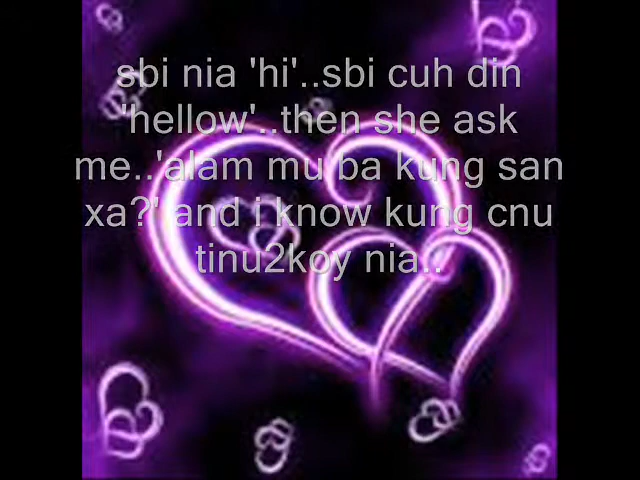 sbi nia 'hi'..sbi cuh din
'hellow'..then she ask
me..'alam mu ba kung san
xa?' and i know kung cnu
tinu2koy nia..